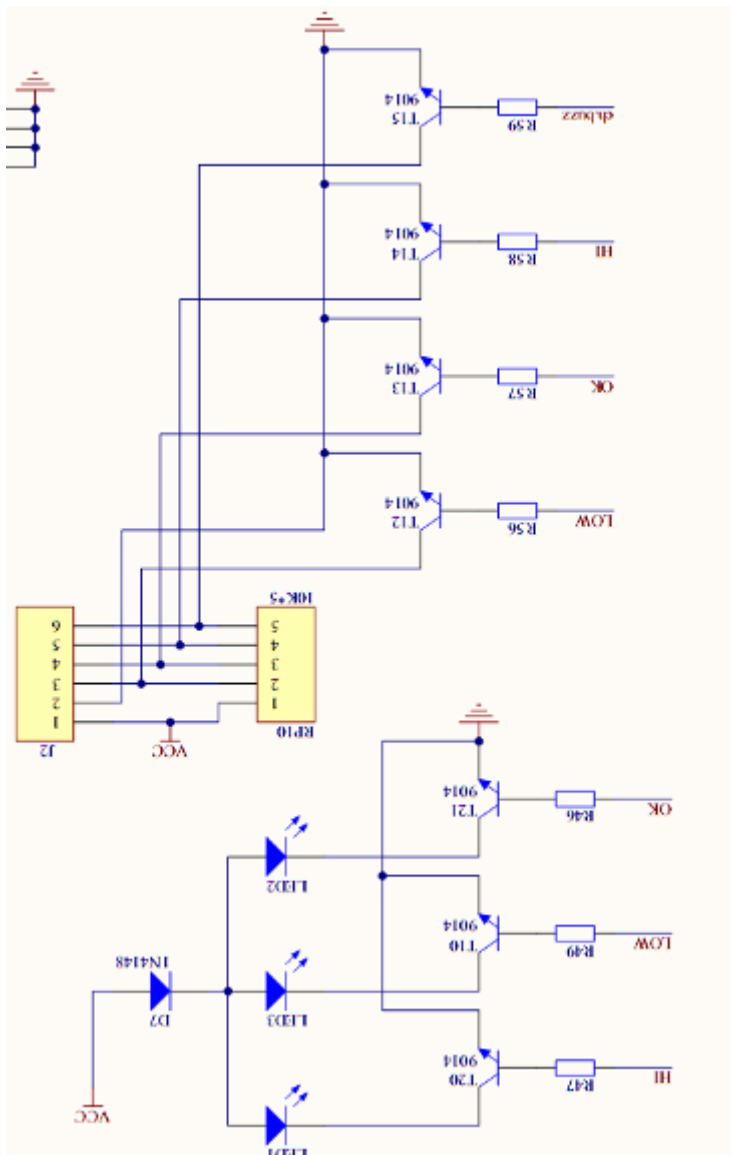 VCC
HI
R47
T20
9014
D7
1N4148
LED3
LOW
R49
T10
9014
LED2
OK
R46
T21
9014
VCC
J2
1
2
3
4
5
6
RP10
1
2
3
4
5
10K*5
LOW
R56
T12
9014
OK
R57
T13
9014
HI
R58
T14
9014
R59
T15
9014